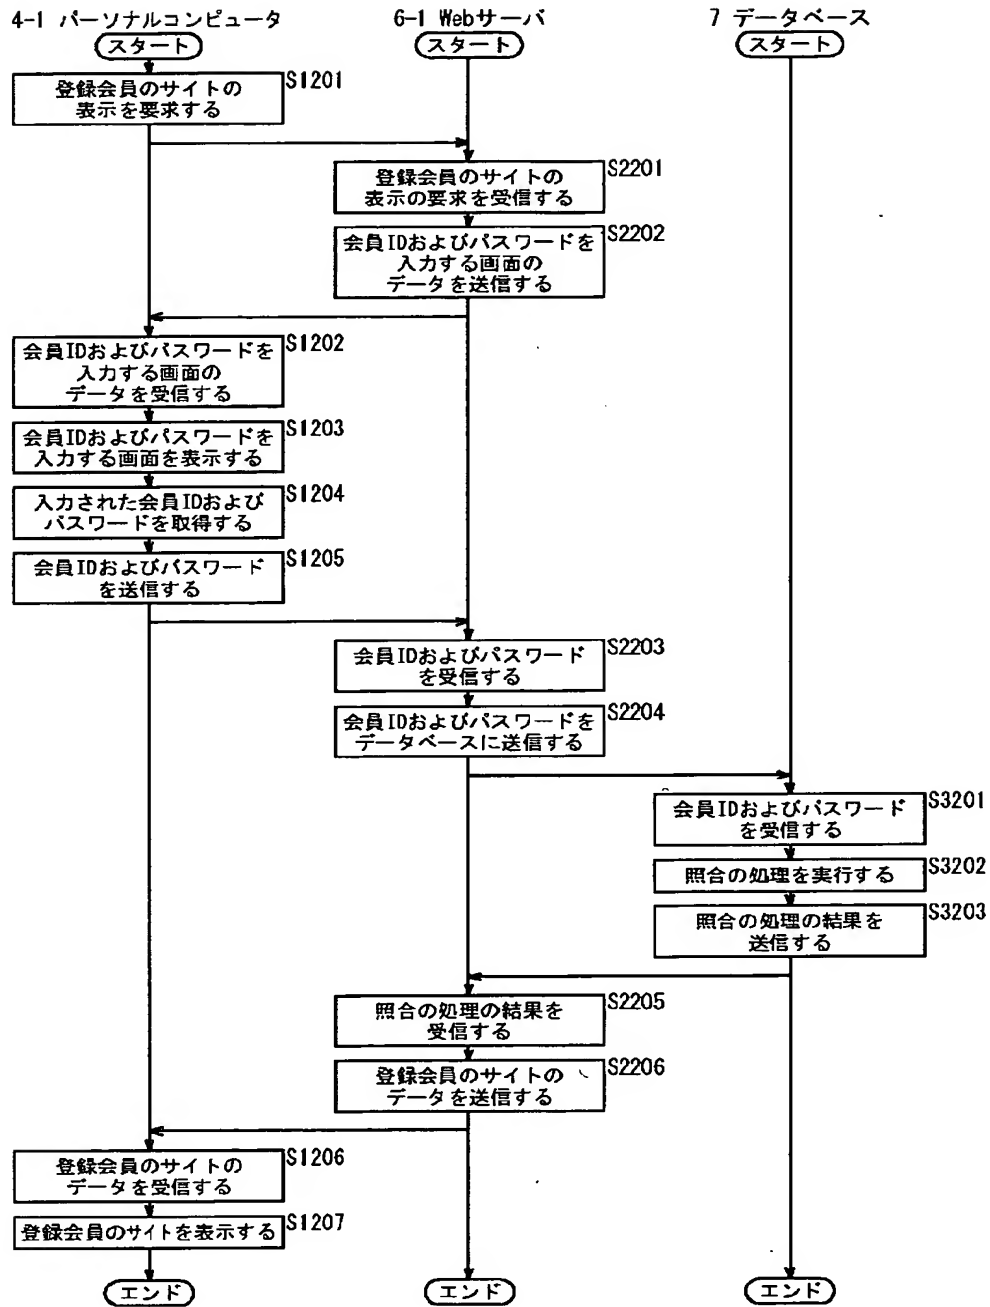 4-1 パーソナルコンピュータ
6-1 Webサーバ
7 データベース
スタート
スタート
スタート
登録会員のサイトの
表示を要求する
S1201
登録会員のサイトの
表示の要求を受信する
S2201
会員IDおよびパスワードを
入力する画面の
データを送信する
S2202
会員IDおよびパスワードを
入力する画面の
データを受信する
S1202
会員IDおよびパスワードを
入力する画面を表示する
S1203
入力された会員IDおよび
パスワードを取得する
S1204
会員IDおよびパスワード
を送信する
S1205
会員IDおよびパスワード
を受信する
S2203
会員IDおよびパスワードを
データベースに送信する
S2204
会員IDおよびパスワード
を受信する
S3201
照合の処理を実行する
S3202
照合の処理の結果を
送信する
S3203
照合の処理の結果を
受信する
S2205
登録会員のサイトの
データを送信する
S2206
登録会員のサイトの
データを受信する
S1206
登録会員のサイトを表示する
S1207
エンド
エンド
エンド